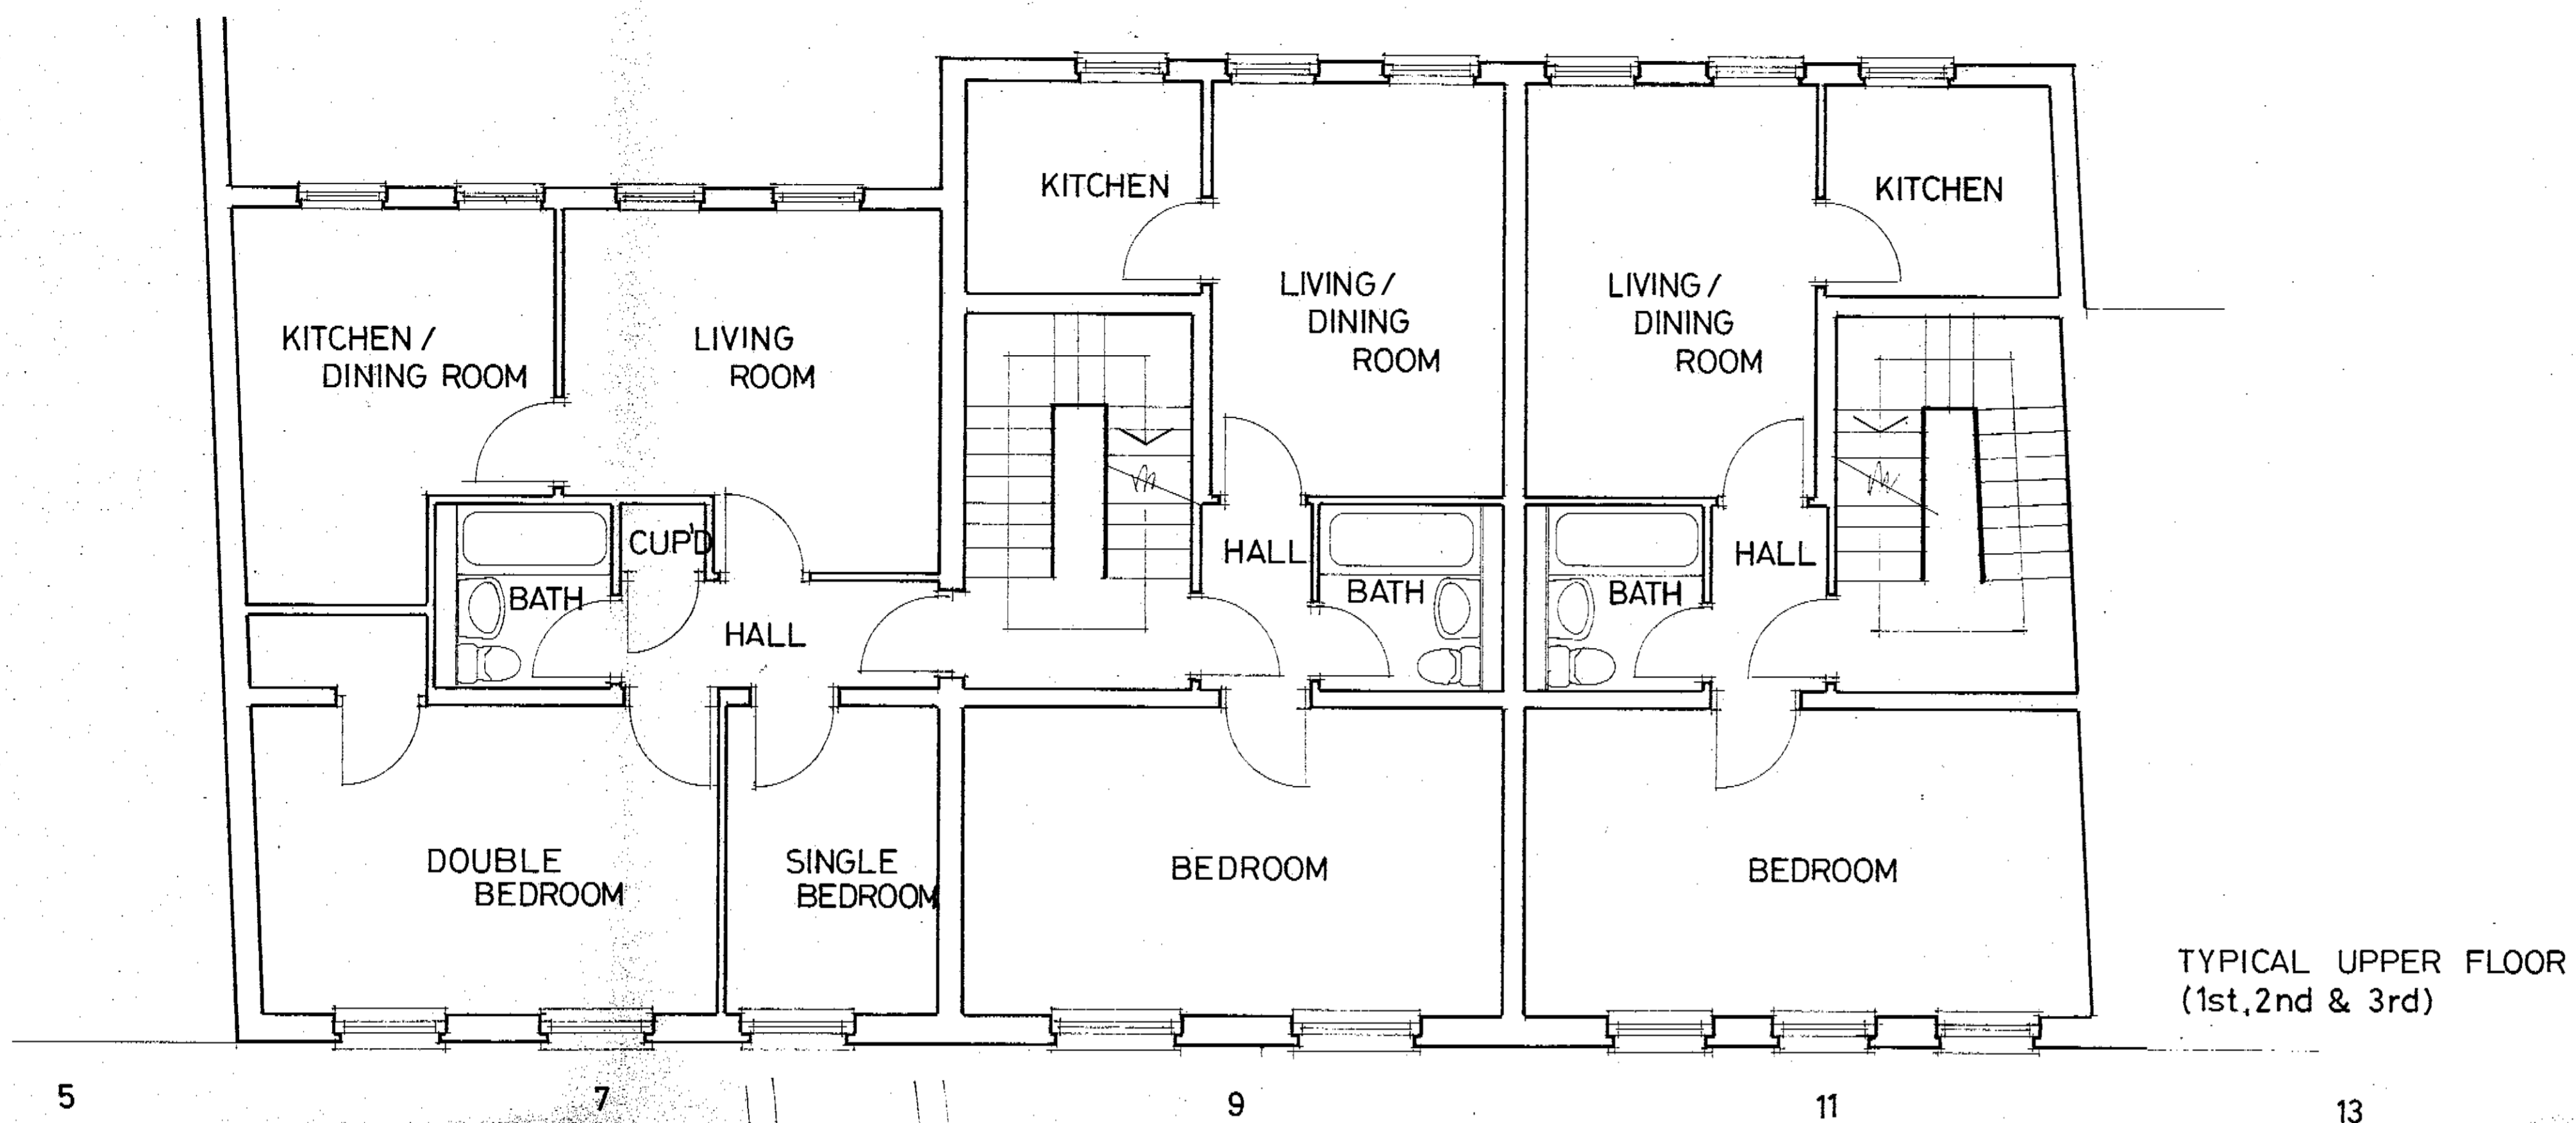 KITCHEN
KITCHEN
LIVING/
DINING
ROOM
LIVING/
DINING
ROOM
KITCHEN/
DINING ROOM
LIVING
ROOM
CUP'D
BATH
HALL
HALL
BATH
BATH
HALL
DOUBLE
BEDROOM
SINGLE
BEDROOM
BEDROOM
BEDROOM
TYPICAL UPPER FLOOR
(1st, 2nd & 3rd)
5
7
9
11
13